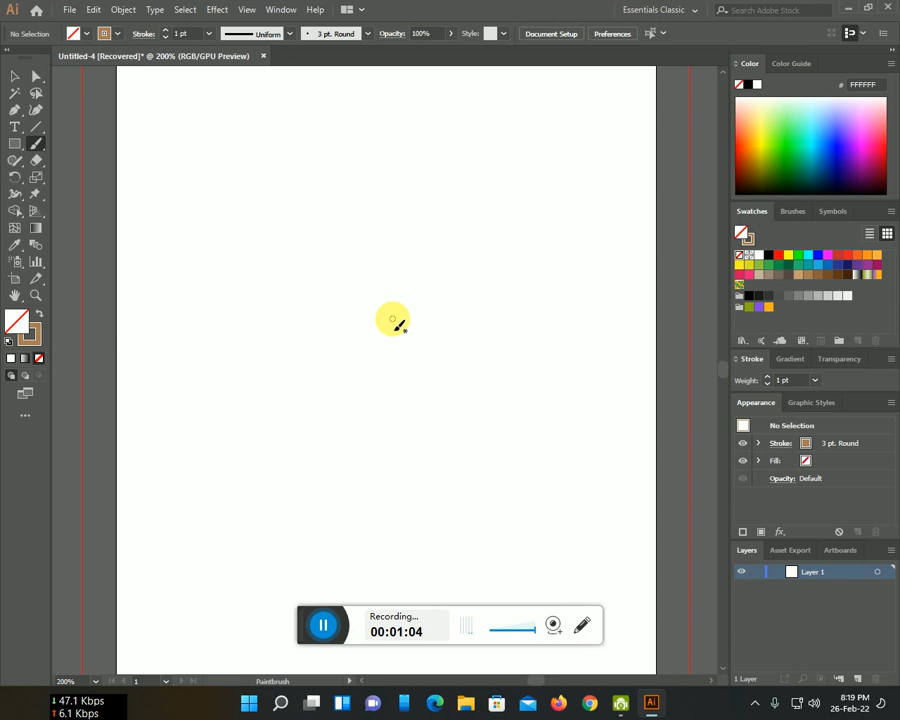 Ai File Edit Object Type Select Effect View Window Help Essentials Classic Search Adobe Stock
No Selection Stroke: 1 pt Uniform 3 pt. Round Opacity: 100% Style: Document Setup Preferences
Untitled-4 [Recovered]* @ 200% (RGB/GPU Preview) ×
Color Color Guide
# FFFFFF
Swatches Brushes Symbols
Stroke Gradient Transparency
Weight: 1 pt
Appearance Graphic Styles
No Selection
Stroke: 3 pt. Round
Fill:
Opacity: Default
fx
Layers Asset Export Artboards
Layer 1
Recording...
00:01:04
200% 1 Paintbrush 1 Layer
47.1 Kbps
6.1 Kbps
Ai
8:19 PM
26-Feb-22